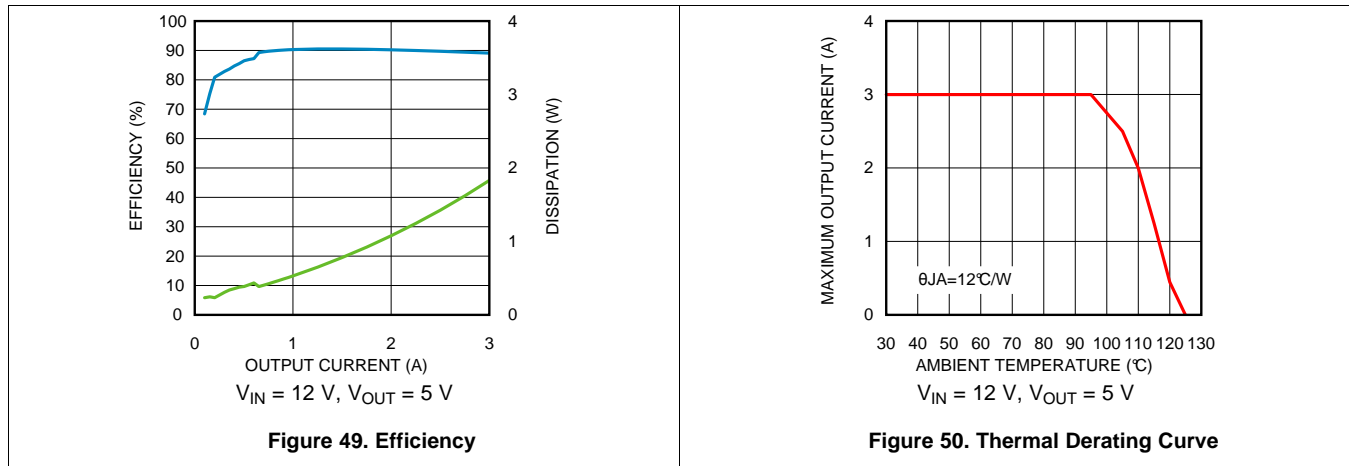 100
90
80
70
60
50
40
30
20
10
0
EFFICIENCY (%)
4
3
2
1
0
DISSIPATION (W)
0 1 2 3
OUTPUT CURRENT (A)
VIN = 12 V, VOUT = 5 V
Figure 49. Efficiency
4
3
2
1
0
MAXIMUM OUTPUT CURRENT (A)
θJA=12°C/W
30 40 50 60 70 80 90 100 110 120 130
AMBIENT TEMPERATURE (°C)
VIN = 12 V, VOUT = 5 V
Figure 50. Thermal Derating Curve